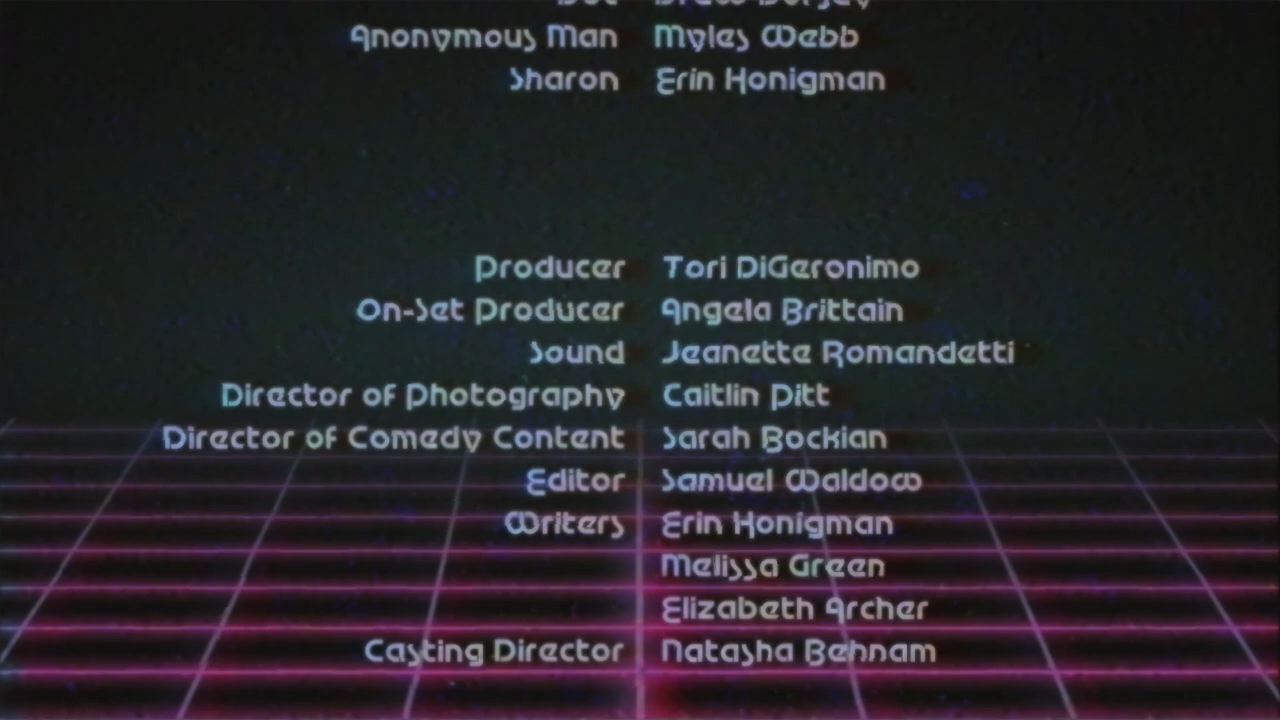 Anonymous Man Myles Webb
Sharon Erin Honigman
Producer Tori DiGeronimo
On-Set Producer Angela Brittain
Sound Jeanette Romandetti
Director of Photography Caitlin Pitt
Director of Comedy Content Sarah Bockian
Editor Samuel Waldow
Writers Erin Honigman
Melissa Green
Elizabeth Archer
Casting Director Natasha Behnam